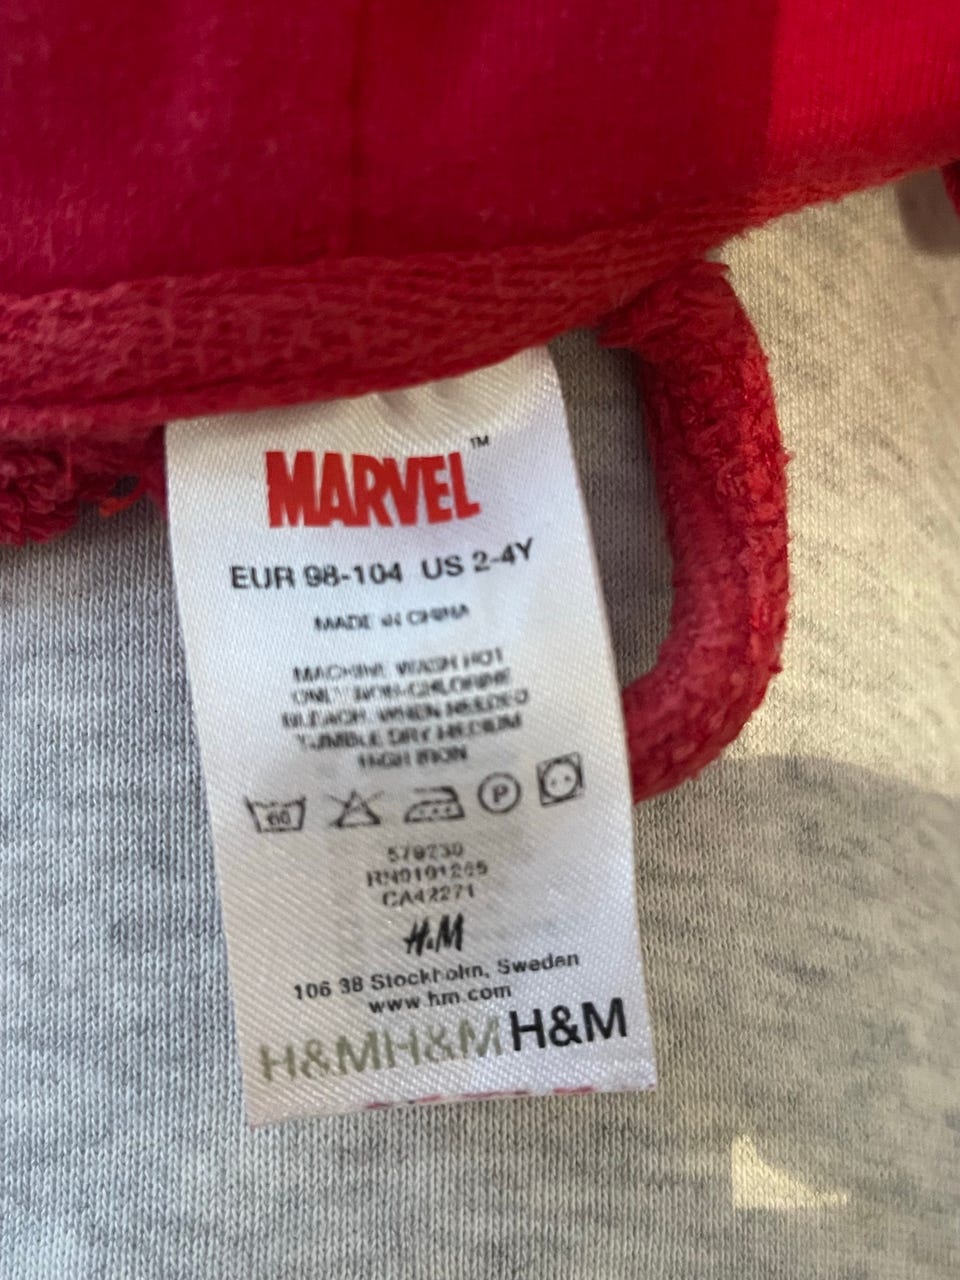 MARVEL™
EUR 98-104 US 2-4Y
MADE IN CHINA
MACHINE WASH HOT
ONLY NON-CHLORINE
BLEACH WHEN NEEDED
TUMBLE DRY MEDIUM
HIGH IRON
60 P
579230
RN0101265
CA42271
H&M
106 38 Stockholm, Sweden
www.hm.com
H&MH&MH&M